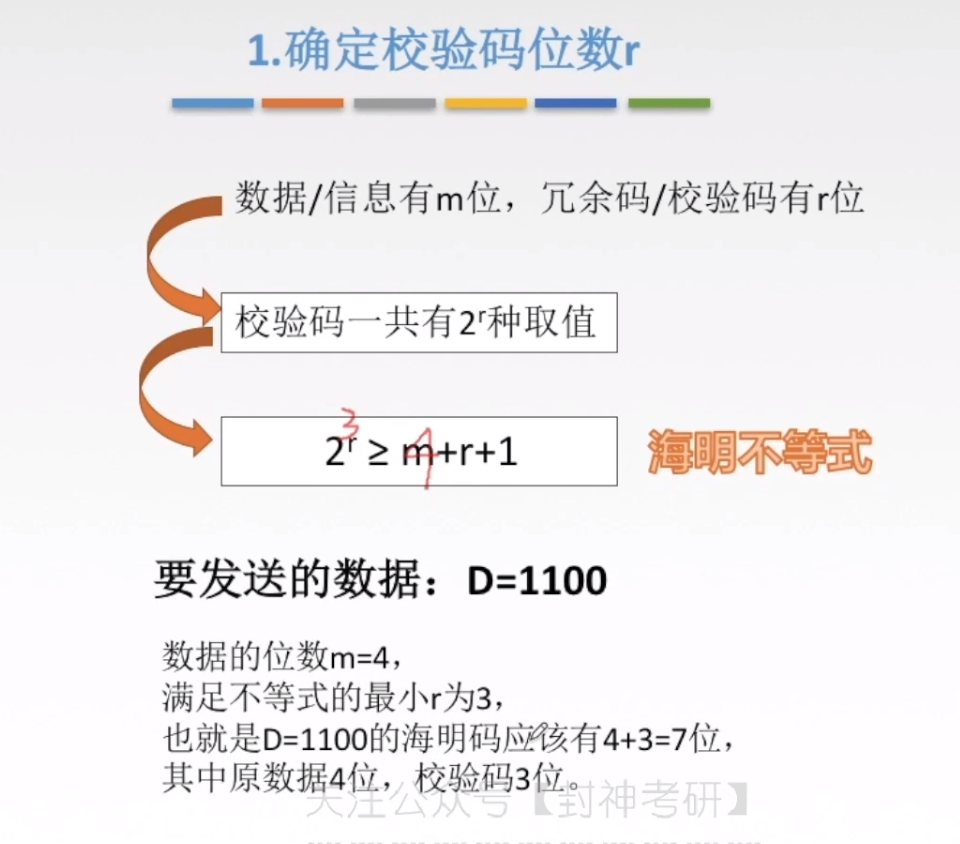 1.确定校验码位数r
数据/信息有m位，冗余码/校验码有r位
校验码一共有2ʳ种取值
3
2ʳ ≥ m+r+1
4
海明不等式
要发送的数据：D=1100
数据的位数m=4，
满足不等式的最小r为3，
也就是D=1100的海明码应该有4+3=7位，
其中原数据4位，校验码3位。
关注公众号【封神考研】